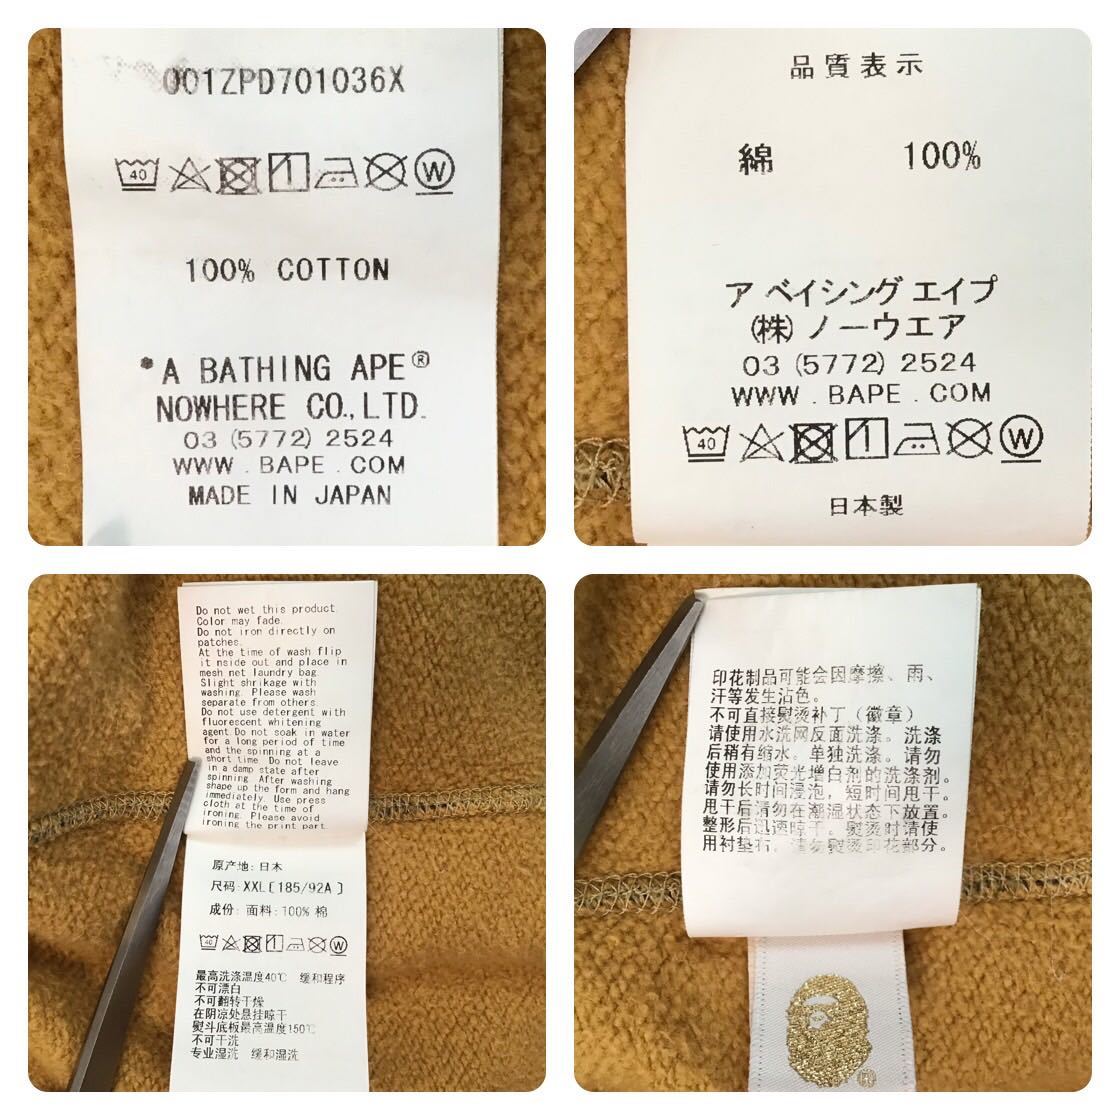 001ZPD701036X
40
W
100% COTTON
*A BATHING APE®
NOWHERE CO.,LTD.
03 (5772) 2524
WWW . BAPE . COM
MADE IN JAPAN
品質表示
綿 100%
ア ベイシング エイプ
(株) ノーウエア
03 (5772) 2524
WWW . BAPE . COM
40
W
日本製
Do not wet this product.
Color may fade.
Do not iron directly on
patches.
At the time of wash flip
it nside out and place in
mesh net laundry bag.
Slight shrikage with
washing. Please wash
separate from others.
Do not use detergent with
fluorescent whitening
agent.Do not soak in water
for a long period of time
and the spinning at a
short time. Do not leave
in a damp state after
spinning. After washing
shape up the form and hang
immediately. Use press
cloth at the time of
ironing. Please avoid
ironing the print part.
原产地: 日本
尺码: XXL [185/92A]
成份: 面料: 100% 棉
40
W
最高洗涤温度40℃ 缓和程序
不可漂白
不可翻转干燥
在阴凉处悬挂晾干
熨斗底板最高温度150℃
不可干洗
专业湿洗 缓和湿洗
印花制品可能会因摩擦、雨、
汗等发生沾色。
不可直接熨烫补丁（徽章）
请使用水洗网反面洗涤。洗涤
后稍有缩水。单独洗涤。请勿
使用添加荧光增白剂的洗涤剂。
请勿长时间浸泡，短时间甩干。
甩干后请勿在潮湿状态下放置。
整形后迅速晾干。熨烫时请使
用衬垫布。请勿熨烫印花部分。
®